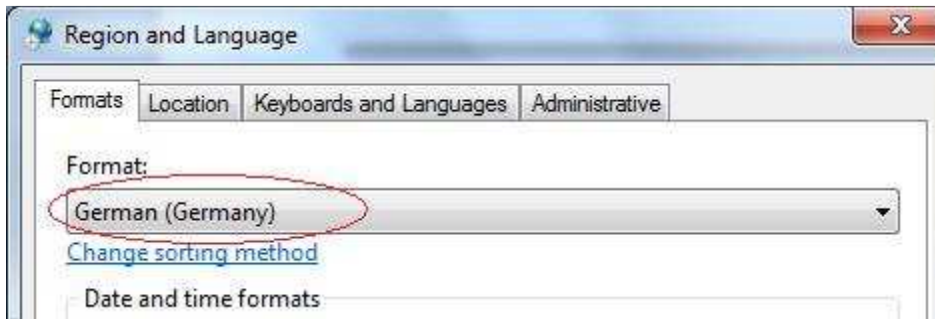 Region and Language
Formats Location Keyboards and Languages Administrative
Format:
German (Germany)
Change sorting method
Date and time formats